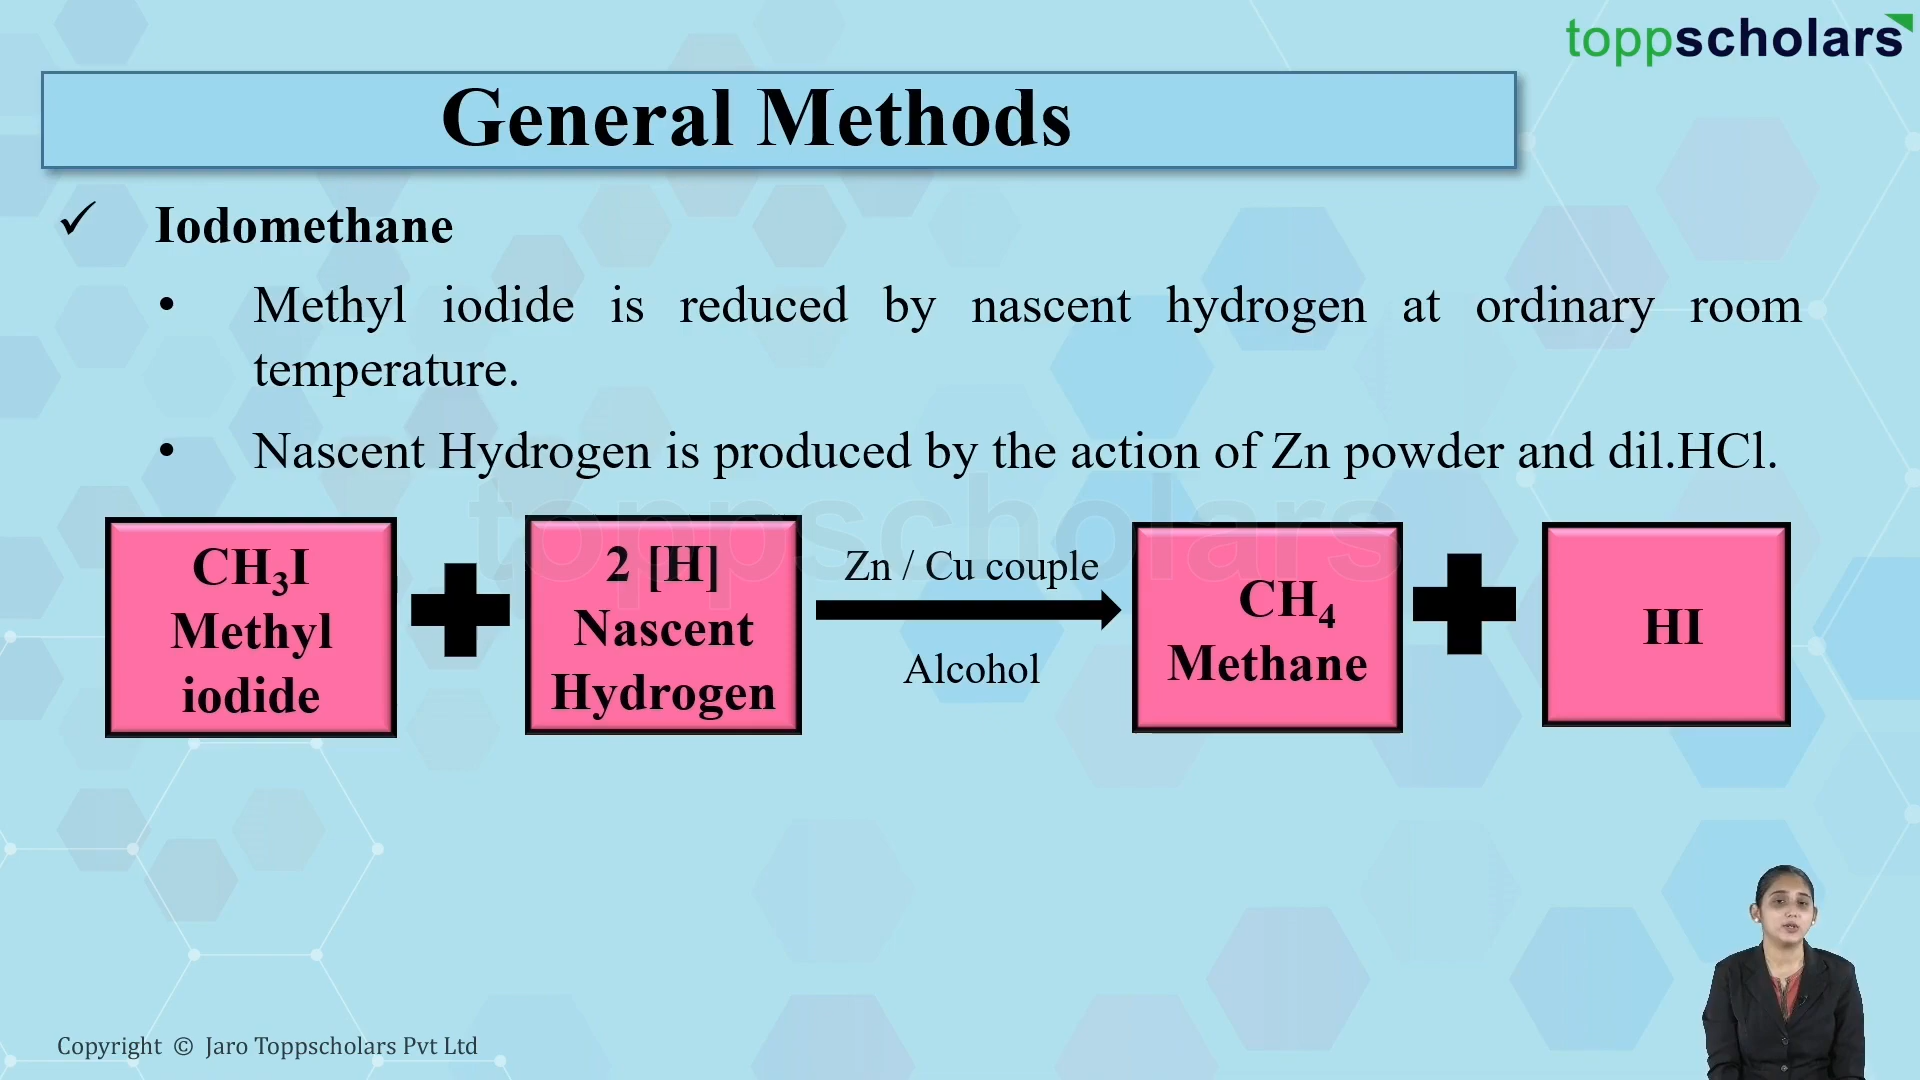 toppscholars
General Methods
✓ Iodomethane
• Methyl iodide is reduced by nascent hydrogen at ordinary room
temperature.
• Nascent Hydrogen is produced by the action of Zn powder and dil.HCl.
toppscholars
CH₃I
Methyl
iodide
2 [H]
Nascent
Hydrogen
Zn / Cu couple
Alcohol
CH₄
Methane
HI
Copyright © Jaro Toppscholars Pvt Ltd